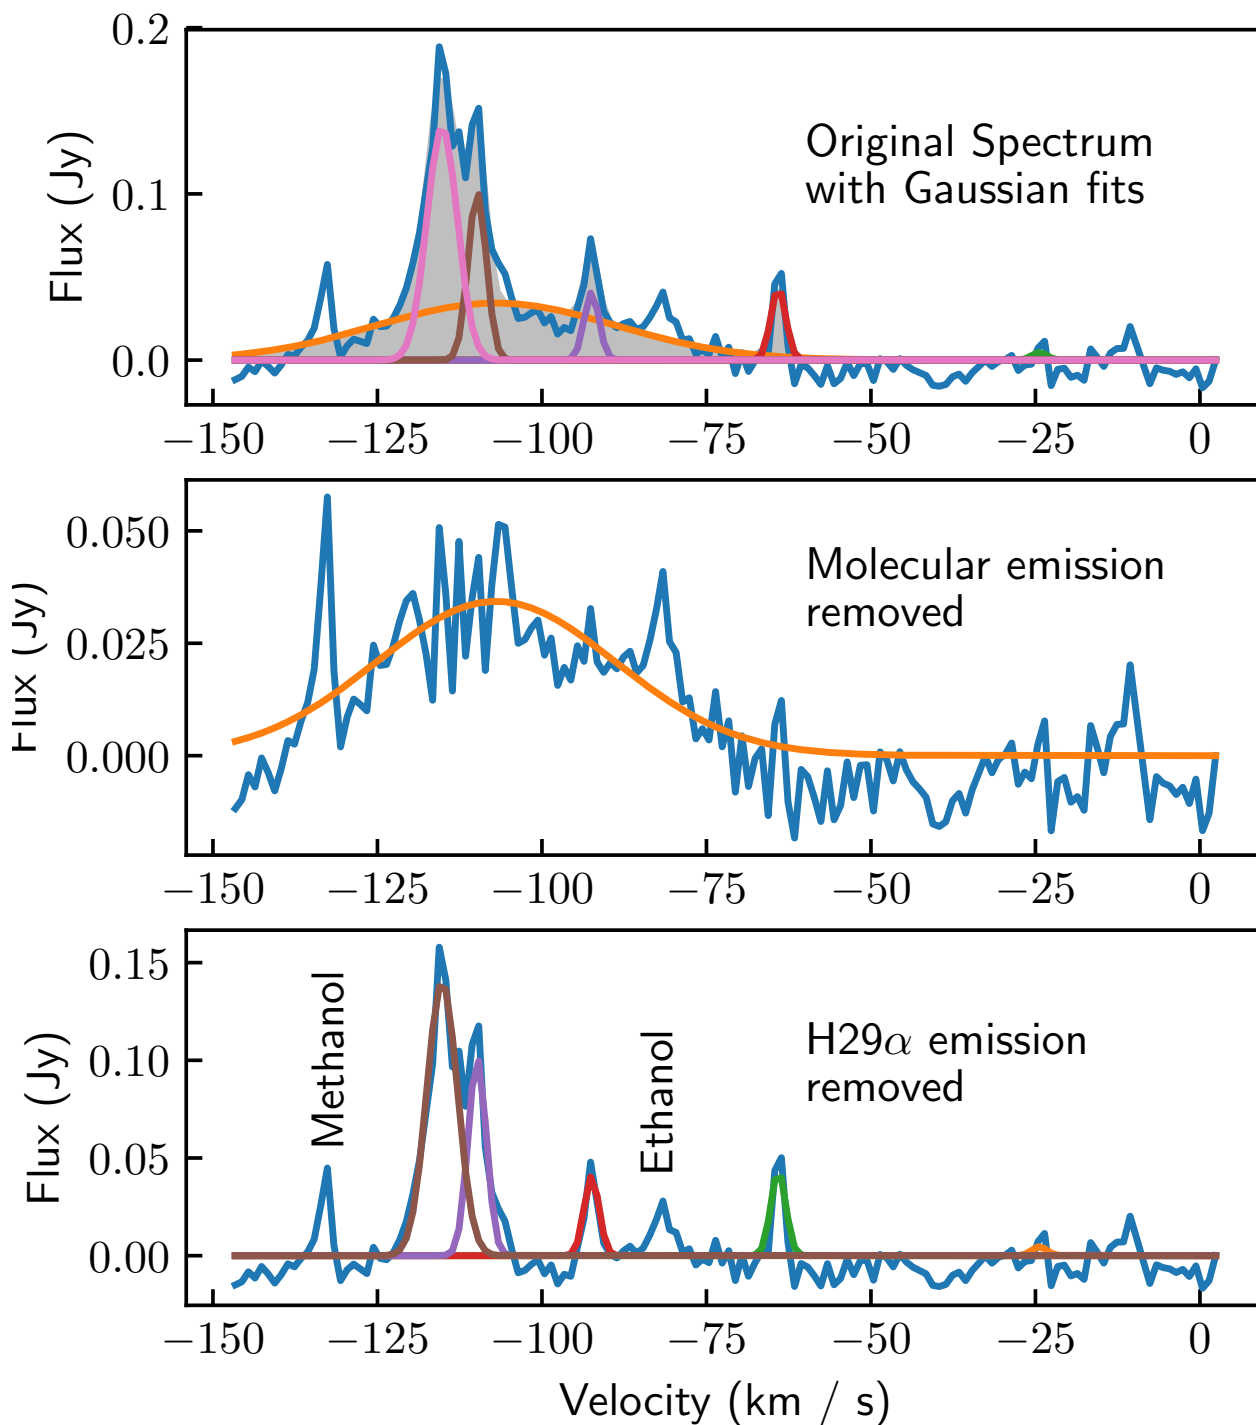 0.2
0.1
0.0
Flux (Jy)
Original Spectrum
with Gaussian fits
−150 −125 −100 −75 −50 −25 0
0.050
0.025
0.000
Flux (Jy)
Molecular emission
removed
−150 −125 −100 −75 −50 −25 0
0.15
0.10
0.05
0.00
Flux (Jy)
Methanol
Ethanol
H29α emission
removed
−150 −125 −100 −75 −50 −25 0
Velocity (km / s)